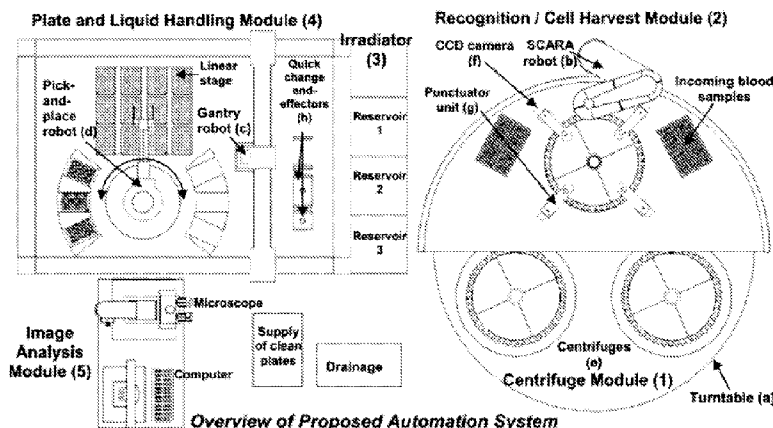 Plate and Liquid Handling Module (4)
Linear
stage
Pick-
and-
place
robot (d)
Gantry
robot (c)
Quick
change
end-
effectors
(h)
Irradiator
(3)
Reservoir
1
Reservoir
2
Reservoir
3
Recognition / Cell Harvest Module (2)
CCD camera
(f)
SCARA
robot (b)
Punctuator
unit (g)
Incoming blood
samples
Microscope
Image
Analysis
Module (5)
Computer
Supply
of clean
plates
Drainage
Centrifuges
(e)
Centrifuge Module (1)
Turntable (a)
Overview of Proposed Automation System